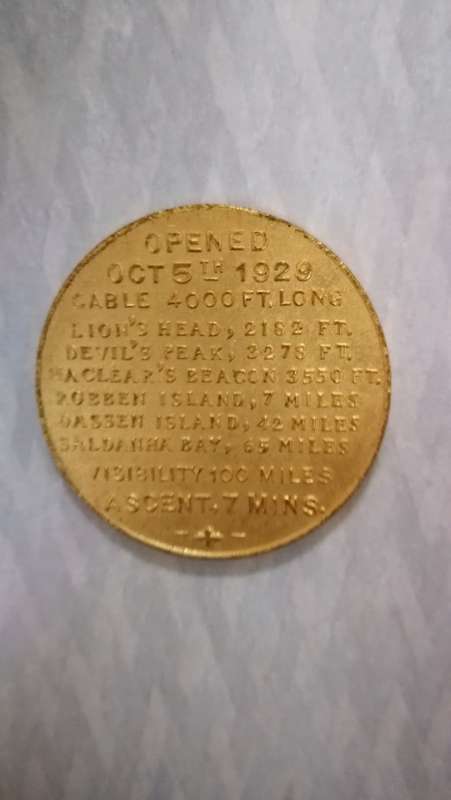 OPENED
OCT 5TH 1929
CABLE 4000 FT. LONG
LION'S HEAD, 2182 FT.
DEVIL'S PEAK, 3278 FT.
MACLEAR'S BEACON 3550 FT.
ROBBEN ISLAND, 7 MILES
DASSEN ISLAND, 42 MILES
SALDANHA BAY, 65 MILES
VISIBILITY 100 MILES
ASCENT, 7 MINS.